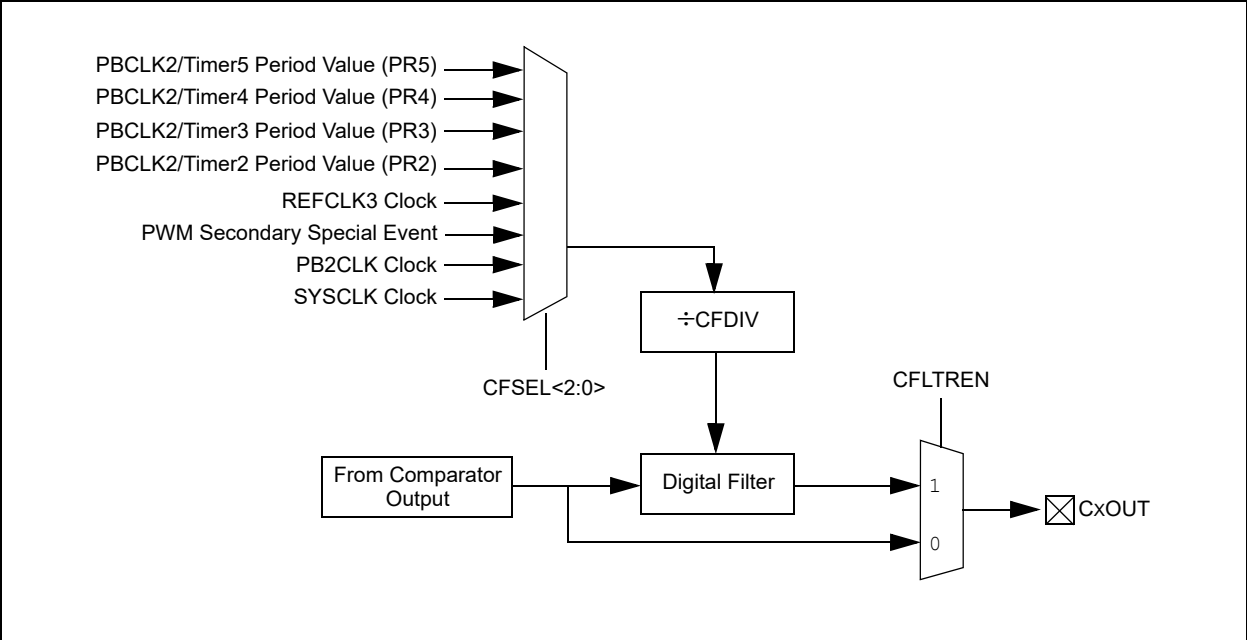 PBCLK2/Timer5 Period Value (PR5)
PBCLK2/Timer4 Period Value (PR4)
PBCLK2/Timer3 Period Value (PR3)
PBCLK2/Timer2 Period Value (PR2)
REFCLK3 Clock
PWM Secondary Special Event
PB2CLK Clock
SYSCLK Clock
÷CFDIV
CFSEL<2:0>
CFLTREN
From Comparator
Output
Digital Filter
1
0
CxOUT